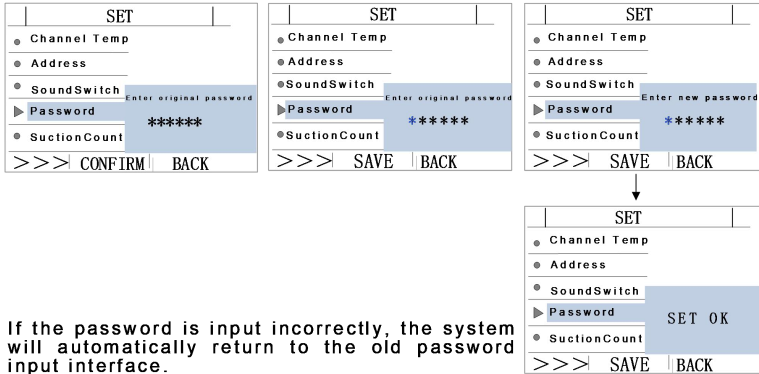 SET
Channel Temp
Address
SoundSwitch
Enter original password
Password
******
SuctionCount
>>> CONFIRM BACK
SET
Channel Temp
Address
SoundSwitch
Enter original password
Password
******
SuctionCount
>>> SAVE BACK
SET
Channel Temp
Address
SoundSwitch
Enter new password
Password
******
SuctionCount
>>> SAVE BACK
SET
Channel Temp
Address
SoundSwitch
Password
SET OK
SuctionCount
>>> SAVE BACK
If the password is input incorrectly, the system
will automatically return to the old password
input interface.